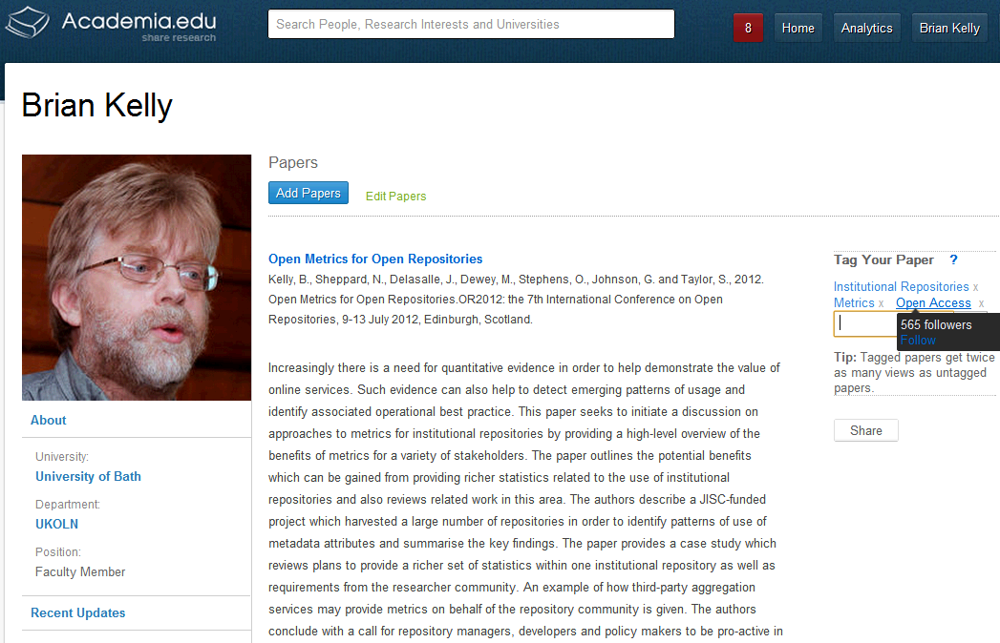 Academia.edu
share research
Search People, Research Interests and Universities
8
Home
Analytics
Brian Kelly
Brian Kelly
Papers
Add Papers
Edit Papers
Open Metrics for Open Repositories
Kelly, B., Sheppard, N., Delasalle, J., Dewey, M., Stephens, O., Johnson, G. and Taylor, S., 2012.
Open Metrics for Open Repositories.OR2012: the 7th International Conference on Open
Repositories, 9-13 July 2012, Edinburgh, Scotland.
Increasingly there is a need for quantitative evidence in order to help demonstrate the value of
online services. Such evidence can also help to detect emerging patterns of usage and
identify associated operational best practice. This paper seeks to initiate a discussion on
approaches to metrics for institutional repositories by providing a high-level overview of the
benefits of metrics for a variety of stakeholders. The paper outlines the potential benefits
which can be gained from providing richer statistics related to the use of institutional
repositories and also reviews related work in this area. The authors describe a JISC-funded
project which harvested a large number of repositories in order to identify patterns of use of
metadata attributes and summarise the key findings. The paper provides a case study which
reviews plans to provide a richer set of statistics within one institutional repository as well as
requirements from the researcher community. An example of how third-party aggregation
services may provide metrics on behalf of the repository community is given. The authors
conclude with a call for repository managers, developers and policy makers to be pro-active in
Tag Your Paper ?
Institutional Repositories x
Metrics x Open Access x
565 followers
Follow
Tip: Tagged papers get twice
as many views as untagged
papers.
Share
About
University:
University of Bath
Department:
UKOLN
Position:
Faculty Member
Recent Updates